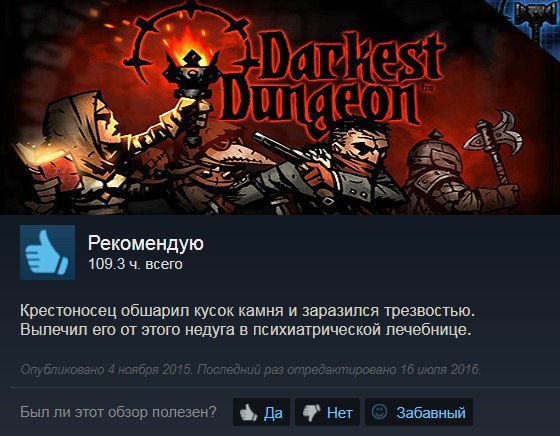 Darkest
Dungeon
Рекомендую
109.3 ч. всего
Крестоносец обшарил кусок камня и заразился трезвостью.
Вылечил его от этого недуга в психиатрической лечебнице.
Опубликовано 4 ноября 2015. Последний раз отредактировано 16 июля 2016.
Был ли этот обзор полезен? Да Нет Забавный